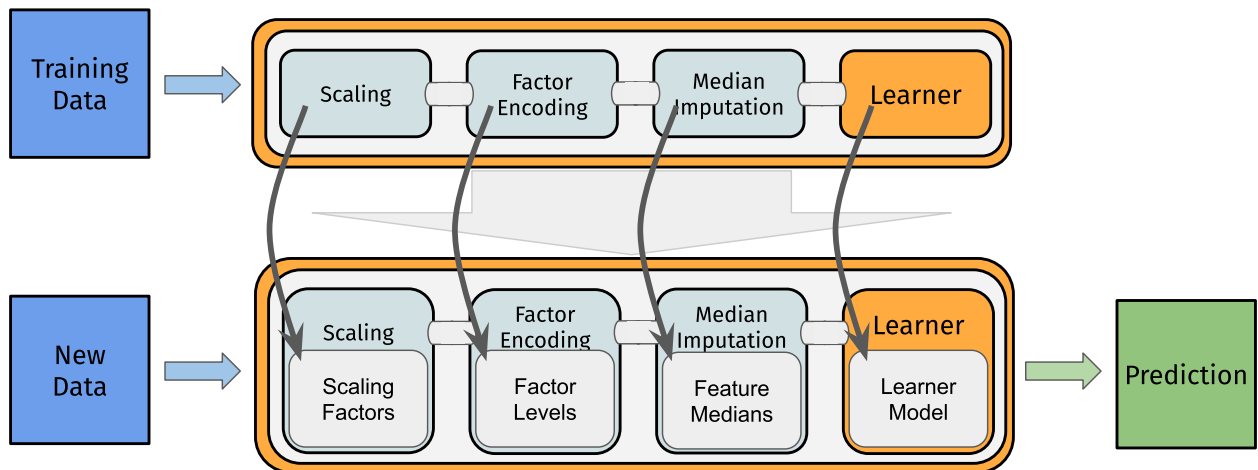 Training
Data
Scaling
Factor
Encoding
Median
Imputation
Learner
New
Data
Scaling
Scaling
Factors
Factor
Encoding
Factor
Levels
Median
Imputation
Feature
Medians
Learner
Learner
Model
Prediction